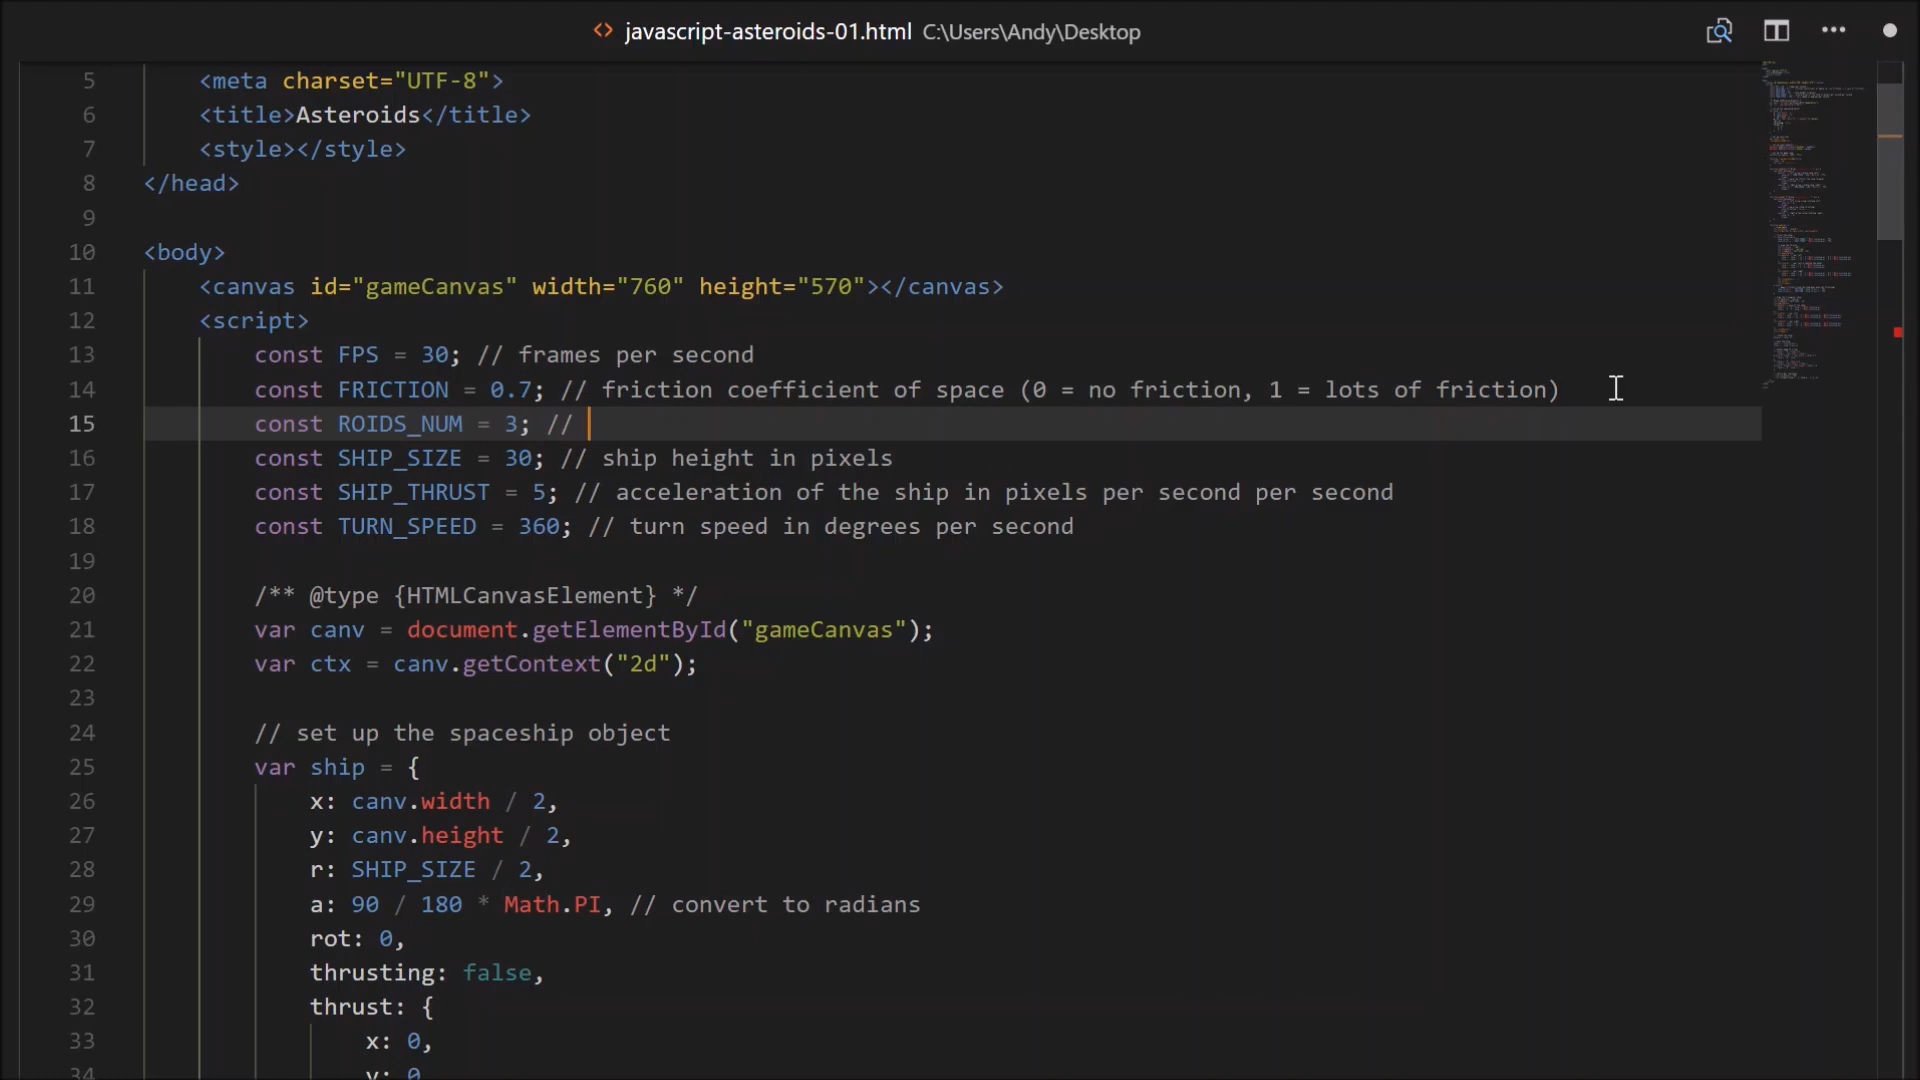 <> javascript-asteroids-01.html C:\Users\Andy\Desktop
5 <meta charset="UTF-8">
6 <title>Asteroids</title>
7 <style></style>
8 </head>
9
10 <body>
11 <canvas id="gameCanvas" width="760" height="570"></canvas>
12 <script>
13 const FPS = 30; // frames per second
14 const FRICTION = 0.7; // friction coefficient of space (0 = no friction, 1 = lots of friction)
15 const ROIDS_NUM = 3; //
16 const SHIP_SIZE = 30; // ship height in pixels
17 const SHIP_THRUST = 5; // acceleration of the ship in pixels per second per second
18 const TURN_SPEED = 360; // turn speed in degrees per second
19
20 /** @type {HTMLCanvasElement} */
21 var canv = document.getElementById("gameCanvas");
22 var ctx = canv.getContext("2d");
23
24 // set up the spaceship object
25 var ship = {
26 x: canv.width / 2,
27 y: canv.height / 2,
28 r: SHIP_SIZE / 2,
29 a: 90 / 180 * Math.PI, // convert to radians
30 rot: 0,
31 thrusting: false,
32 thrust: {
33 x: 0,
34 y: 0